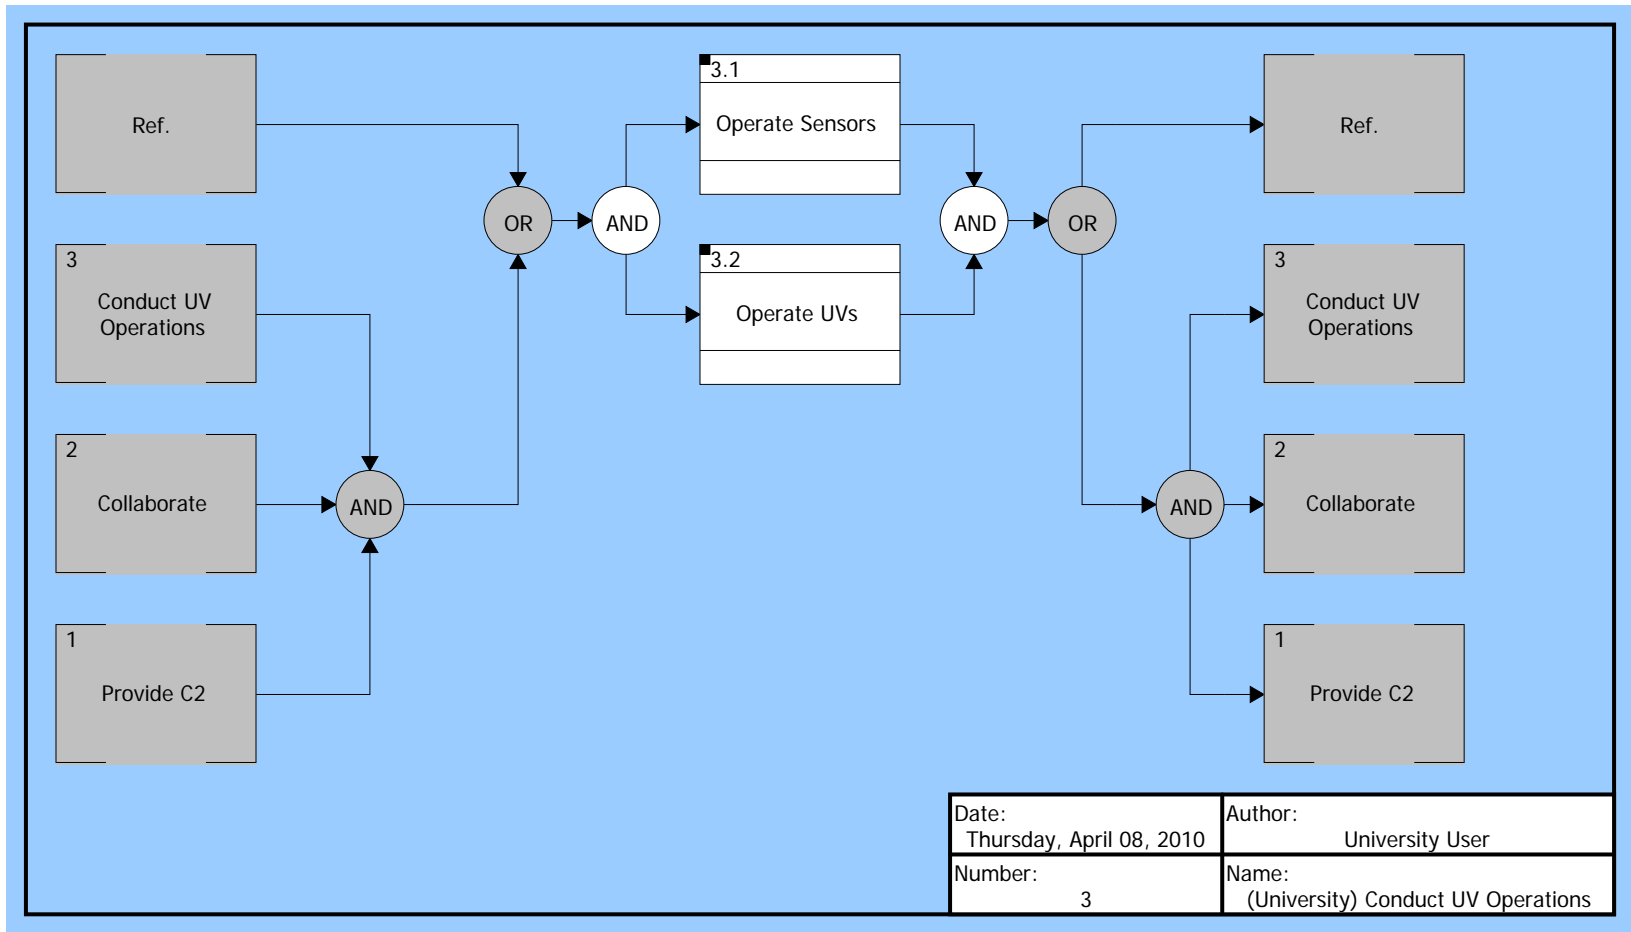 Ref.
3.1
Operate Sensors
Ref.
OR
AND
AND
OR
3
Conduct UV
Operations
3.2
Operate UVs
3
Conduct UV
Operations
2
Collaborate
AND
AND
2
Collaborate
1
Provide C2
1
Provide C2
Date:
Thursday, April 08, 2010
Author:
University User
Number:
3
Name:
(University) Conduct UV Operations